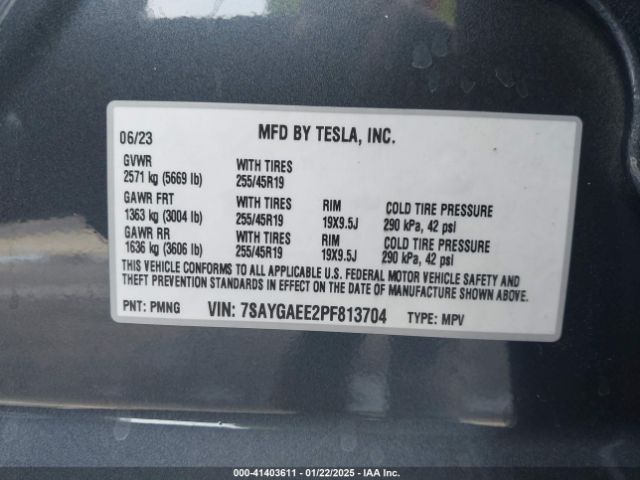 06/23 MFD BY TESLA, INC.
GVWR WITH TIRES
2571 kg (5669 lb) 255/45R19
GAWR FRT WITH TIRES RIM COLD TIRE PRESSURE
1363 kg (3004 lb) 255/45R19 19X9.5J 290 kPa, 42 psi
GAWR RR WITH TIRES RIM COLD TIRE PRESSURE
1636 kg (3606 lb) 255/45R19 19X9.5J 290 kPa, 42 psi
THIS VEHICLE CONFORMS TO ALL APPLICABLE U.S. FEDERAL MOTOR VEHICLE SAFETY AND
THEFT STANDARDS IN EFFECT ON THE DATE OF MANUFACTURE SHOWN ABOVE.
PNT: PMNG VIN: 7SAYGAEE2PF813704 TYPE: MPV
000-41403611 - 01/22/2025 - IAA Inc.